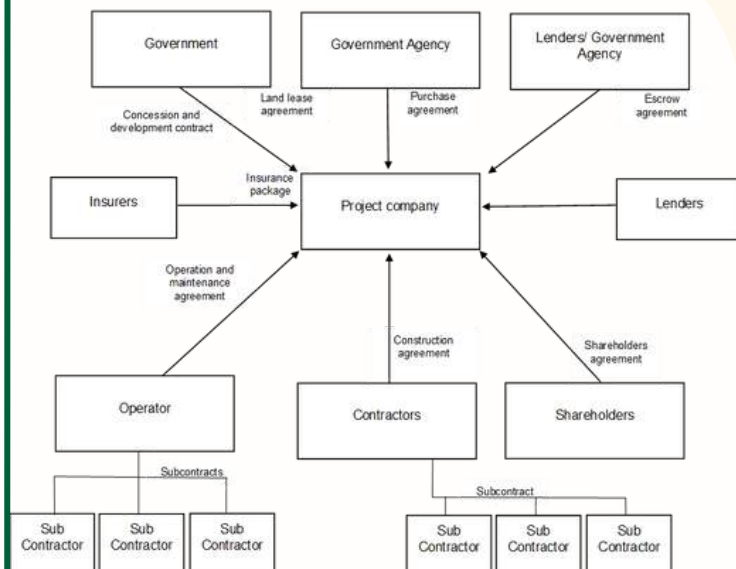 Government
Government Agency
Lenders/ Government
Agency
Concession and
development contract
Land lease
agreement
Purchase
agreement
Escrow
agreement
Insurers
Insurance
package
Project company
Lenders
Operation and
maintenance
agreement
Construction
agreement
Shareholders
agreement
Operator
Contractors
Shareholders
Subcontracts
Subcontract
Sub
Contractor
Sub
Contractor
Sub
Contractor
Sub
Contractor
Sub
Contractor
Sub
Contractor